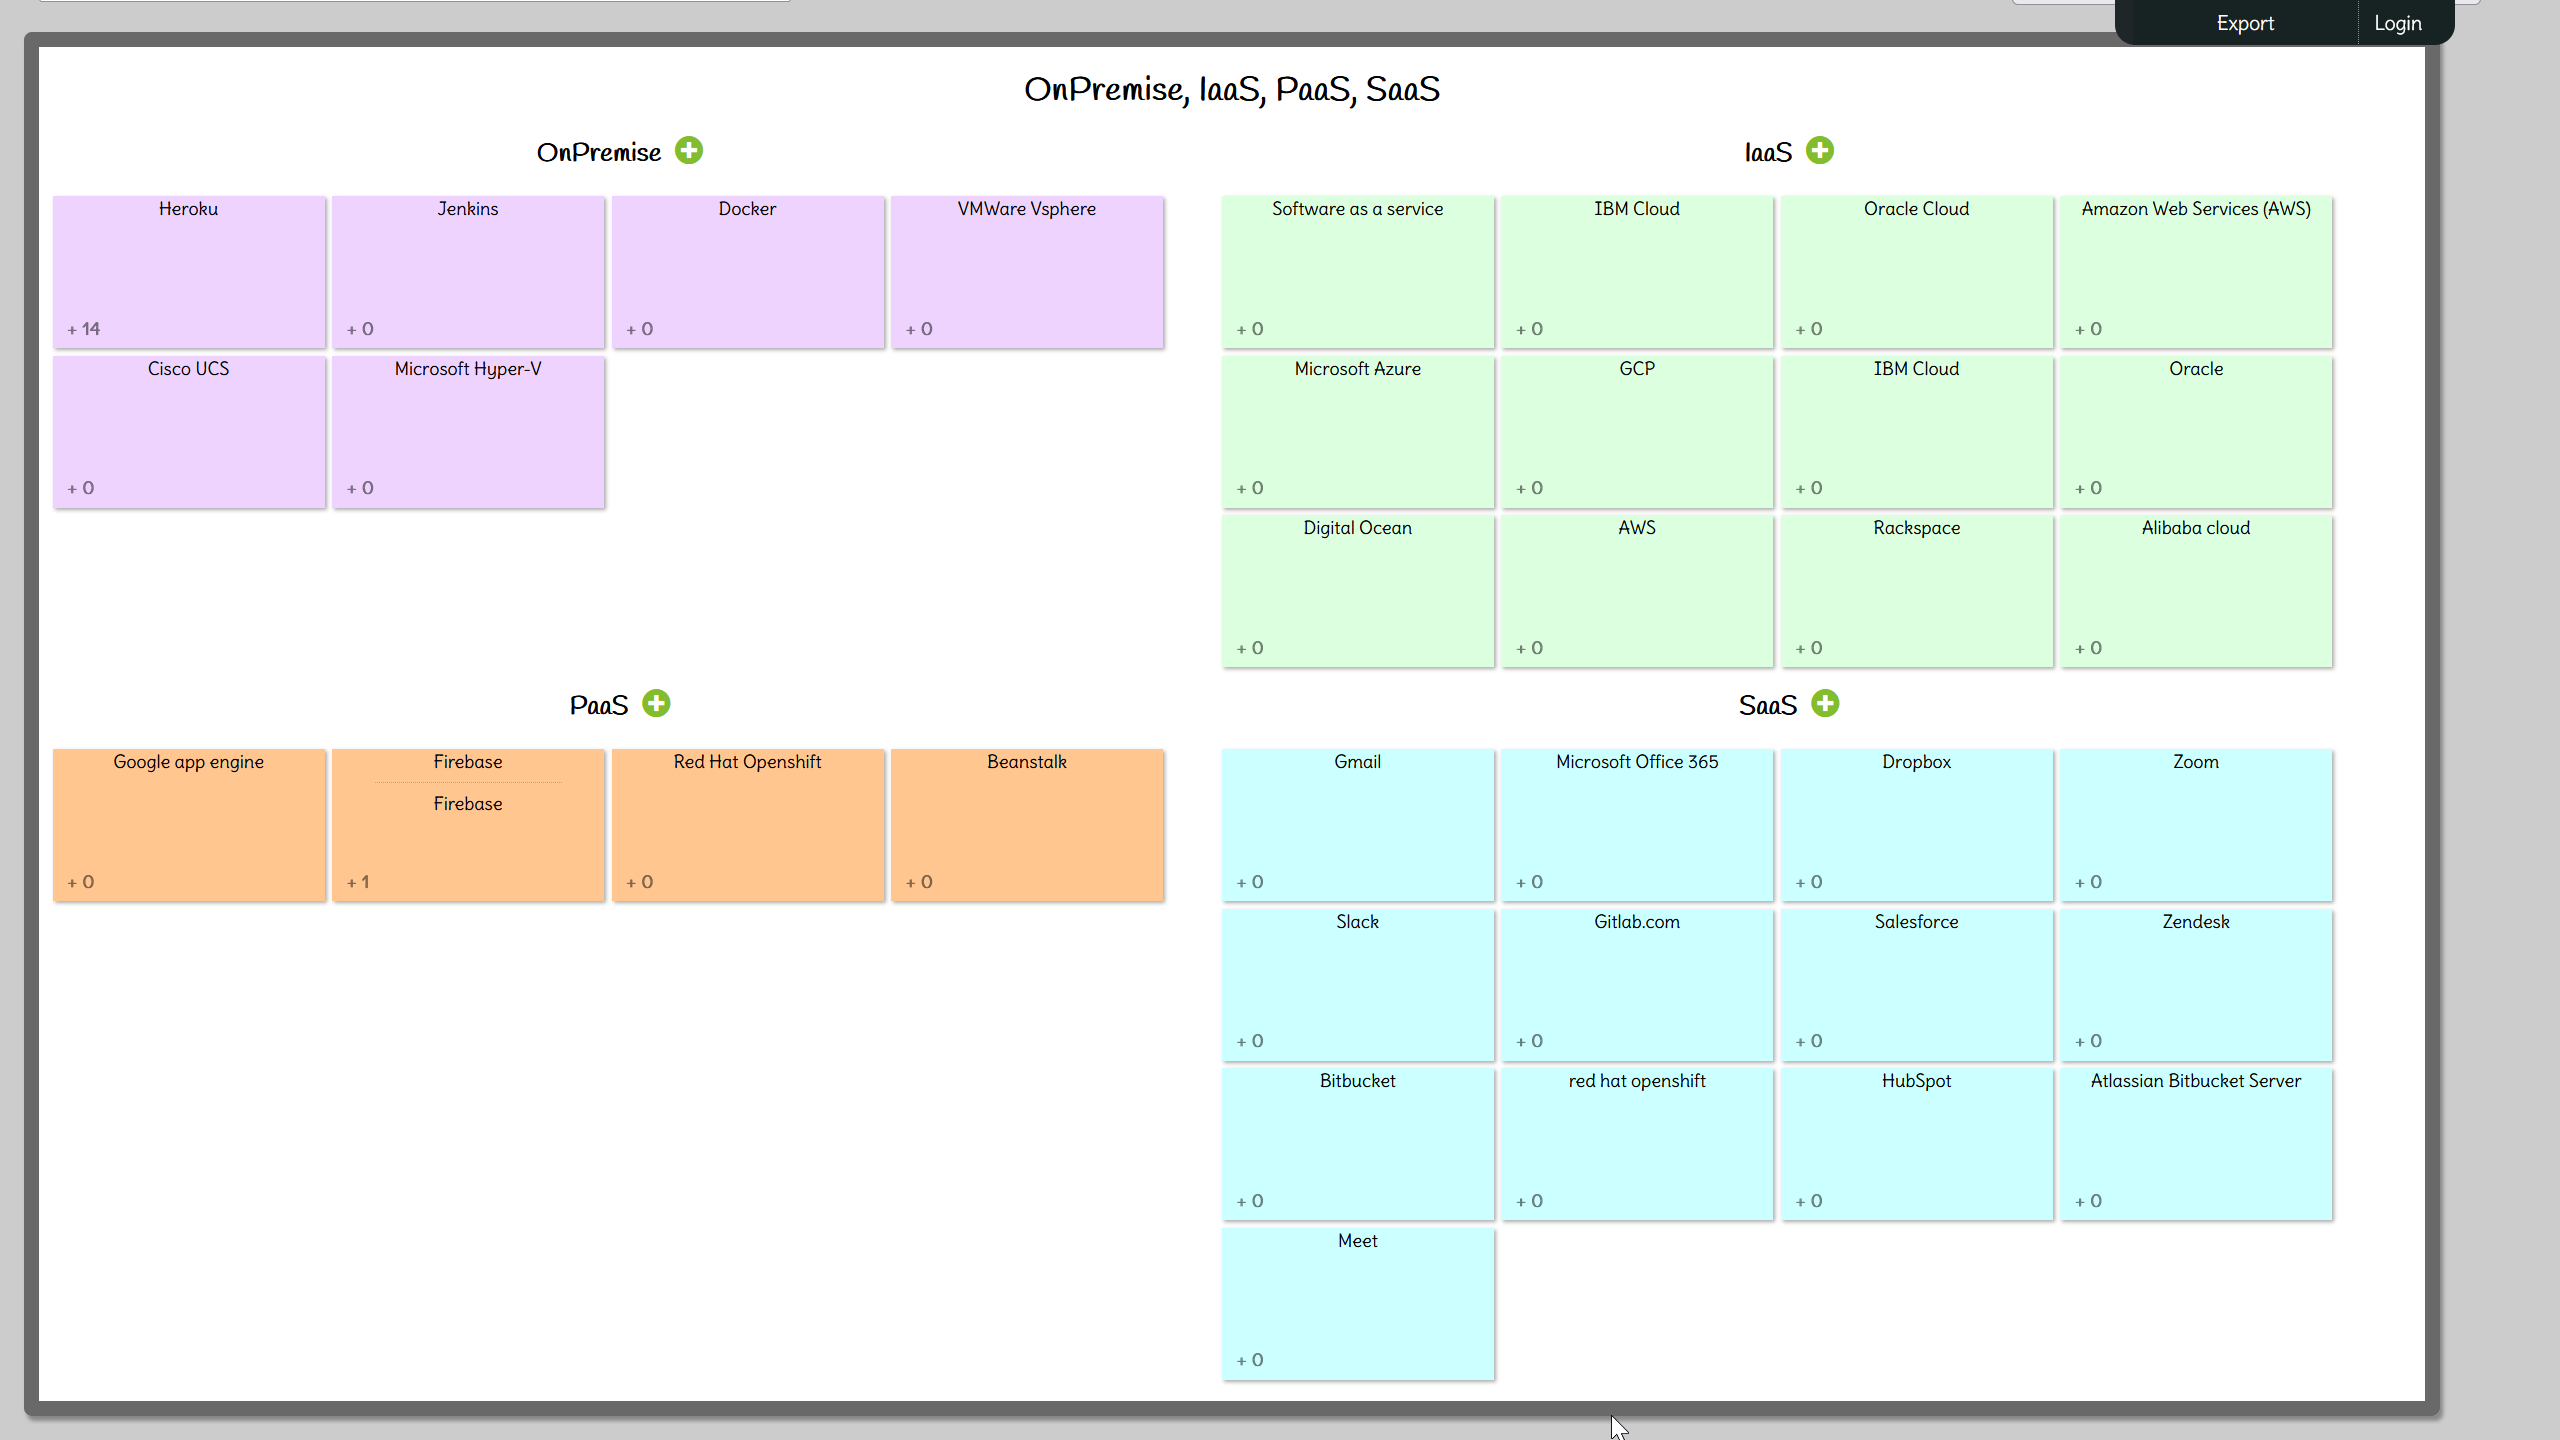 Export
Login
OnPremise, IaaS, PaaS, SaaS
OnPremise
Heroku
+ 14
Jenkins
+ 0
Docker
+ 0
VMWare Vsphere
+ 0
Cisco UCS
+ 0
Microsoft Hyper-V
+ 0
IaaS
Software as a service
+ 0
IBM Cloud
+ 0
Oracle Cloud
+ 0
Amazon Web Services (AWS)
+ 0
Microsoft Azure
+ 0
GCP
+ 0
IBM Cloud
+ 0
Oracle
+ 0
Digital Ocean
+ 0
AWS
+ 0
Rackspace
+ 0
Alibaba cloud
+ 0
PaaS
Google app engine
+ 0
Firebase
Firebase
+ 1
Red Hat Openshift
+ 0
Beanstalk
+ 0
SaaS
Gmail
+ 0
Microsoft Office 365
+ 0
Dropbox
+ 0
Zoom
+ 0
Slack
+ 0
Gitlab.com
+ 0
Salesforce
+ 0
Zendesk
+ 0
Bitbucket
+ 0
red hat openshift
+ 0
HubSpot
+ 0
Atlassian Bitbucket Server
+ 0
Meet
+ 0